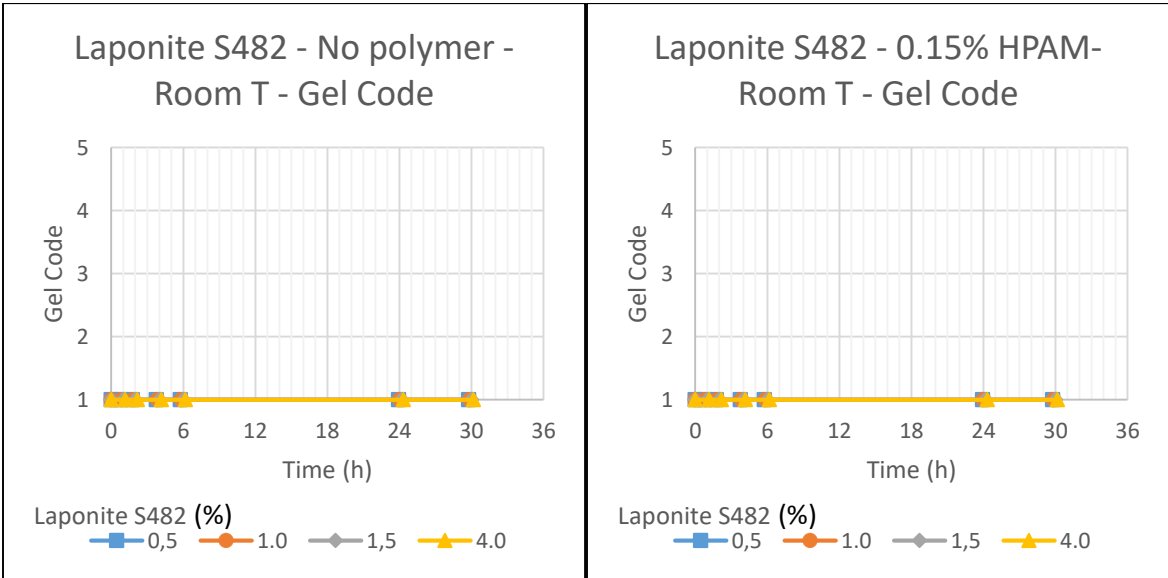 Laponite S482 - No polymer -
Room T - Gel Code
5
4
3
2
1
Gel Code
0 6 12 18 24 30 36
Time (h)
Laponite S482 (%)
0,5 1.0 1,5 4.0
Laponite S482 - 0.15% HPAM-
Room T - Gel Code
5
4
3
2
1
Gel Code
0 6 12 18 24 30 36
Time (h)
Laponite S482 (%)
0,5 1.0 1,5 4.0